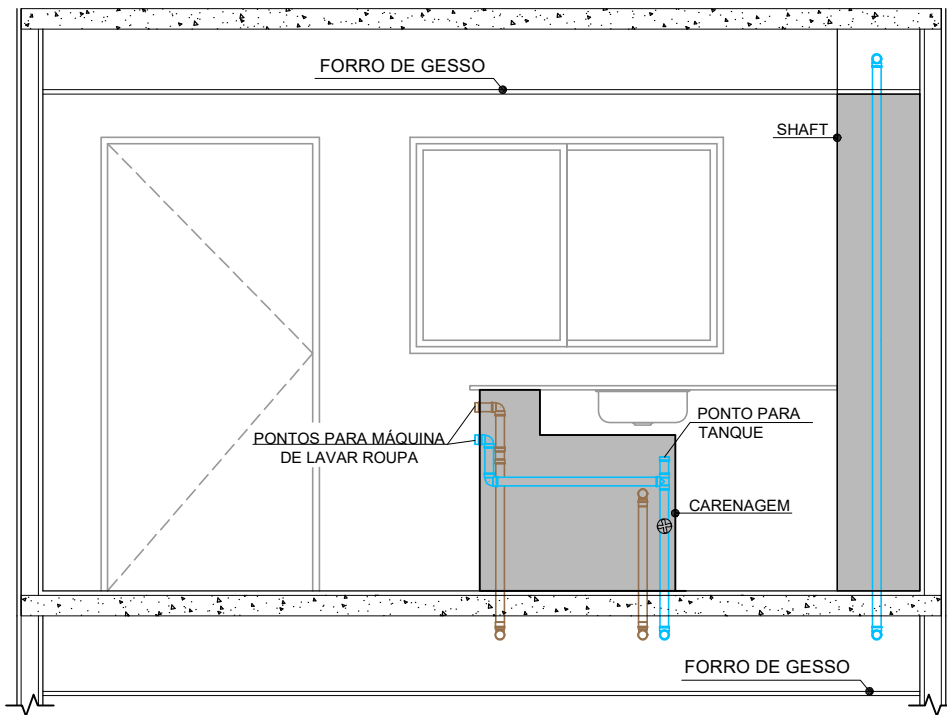 FORRO DE GESSO
SHAFT
PONTO PARA
TANQUE
PONTOS PARA MÁQUINA
DE LAVAR ROUPA
CARENAGEM
FORRO DE GESSO